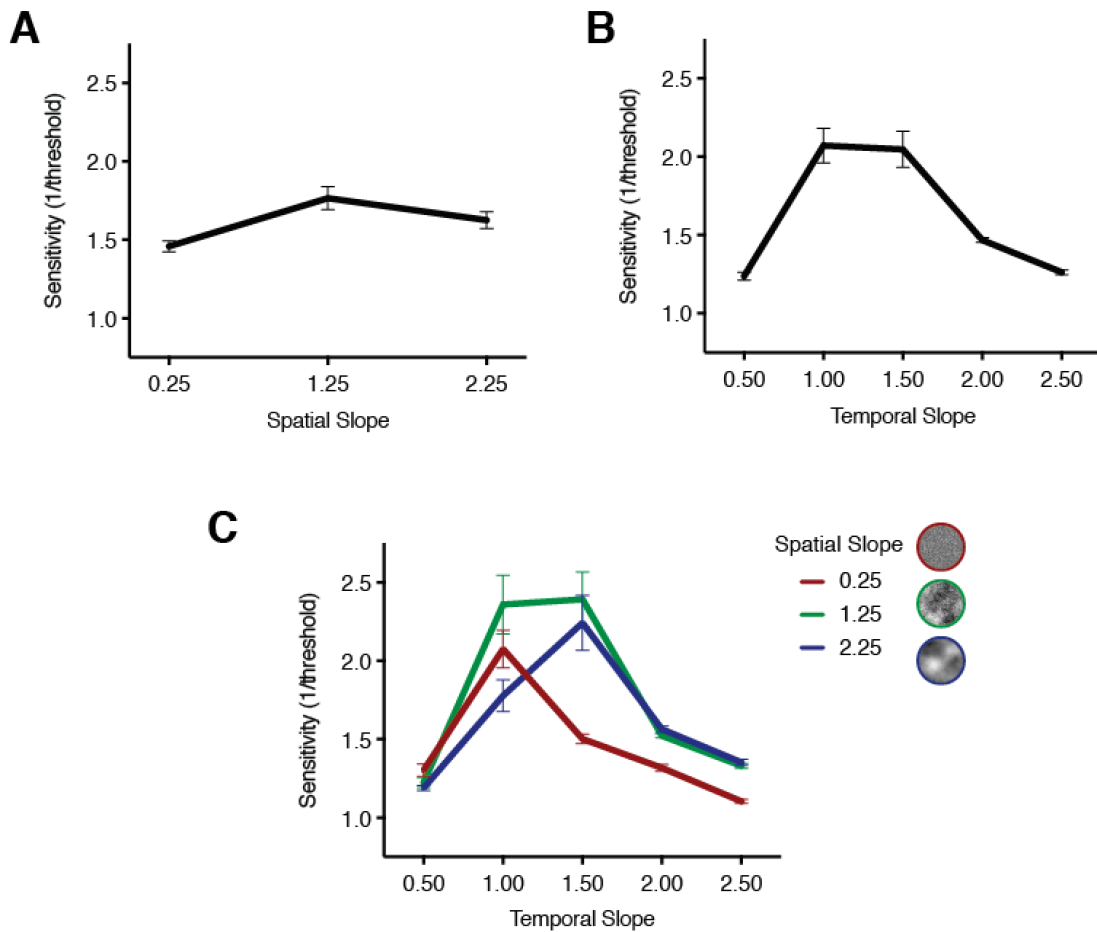 A
Sensitivity (1/threshold)
2.5
2.0
1.5
1.0
0.25 1.25 2.25
Spatial Slope
B
Sensitivity (1/threshold)
2.5
2.0
1.5
1.0
0.50 1.00 1.50 2.00 2.50
Temporal Slope
C
Sensitivity (1/threshold)
2.5
2.0
1.5
1.0
0.50 1.00 1.50 2.00 2.50
Temporal Slope
Spatial Slope
0.25
1.25
2.25